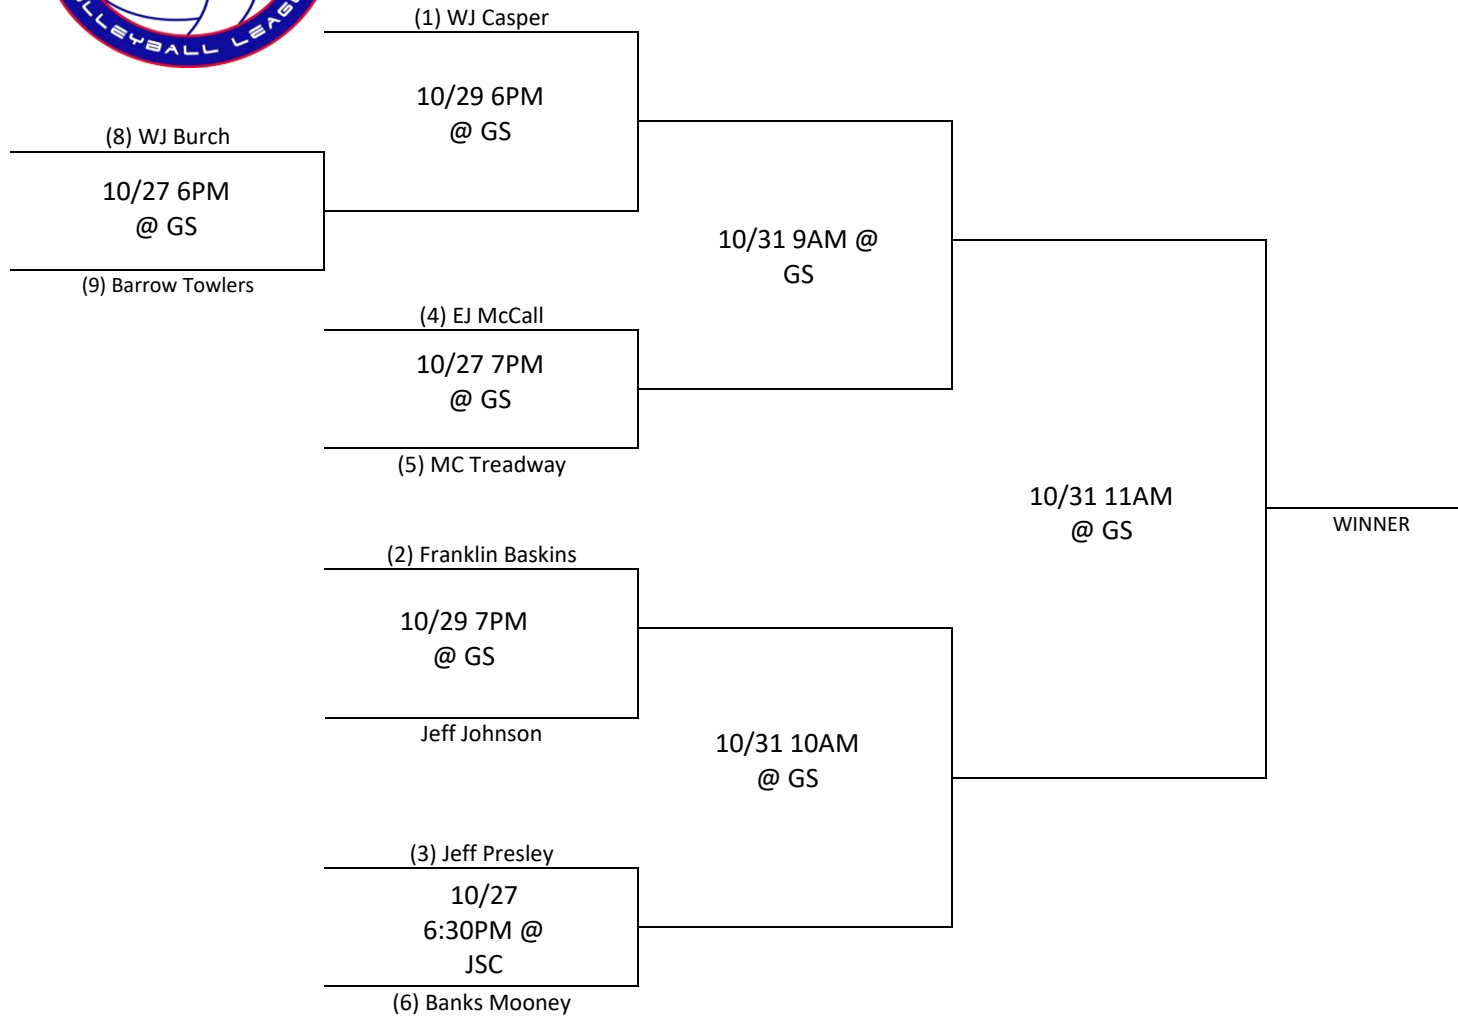 OLLEYBALL LEAGU
(1) WJ Casper
10/29 6PM
@ GS
(8) WJ Burch
10/27 6PM
@ GS
(9) Barrow Towlers
10/31 9AM @
GS
(4) EJ McCall
10/27 7PM
@ GS
(5) MC Treadway
10/31 11AM
@ GS
WINNER
(2) Franklin Baskins
10/29 7PM
@ GS
Jeff Johnson
10/31 10AM
@ GS
(3) Jeff Presley
10/27
6:30PM @
JSC
(6) Banks Mooney